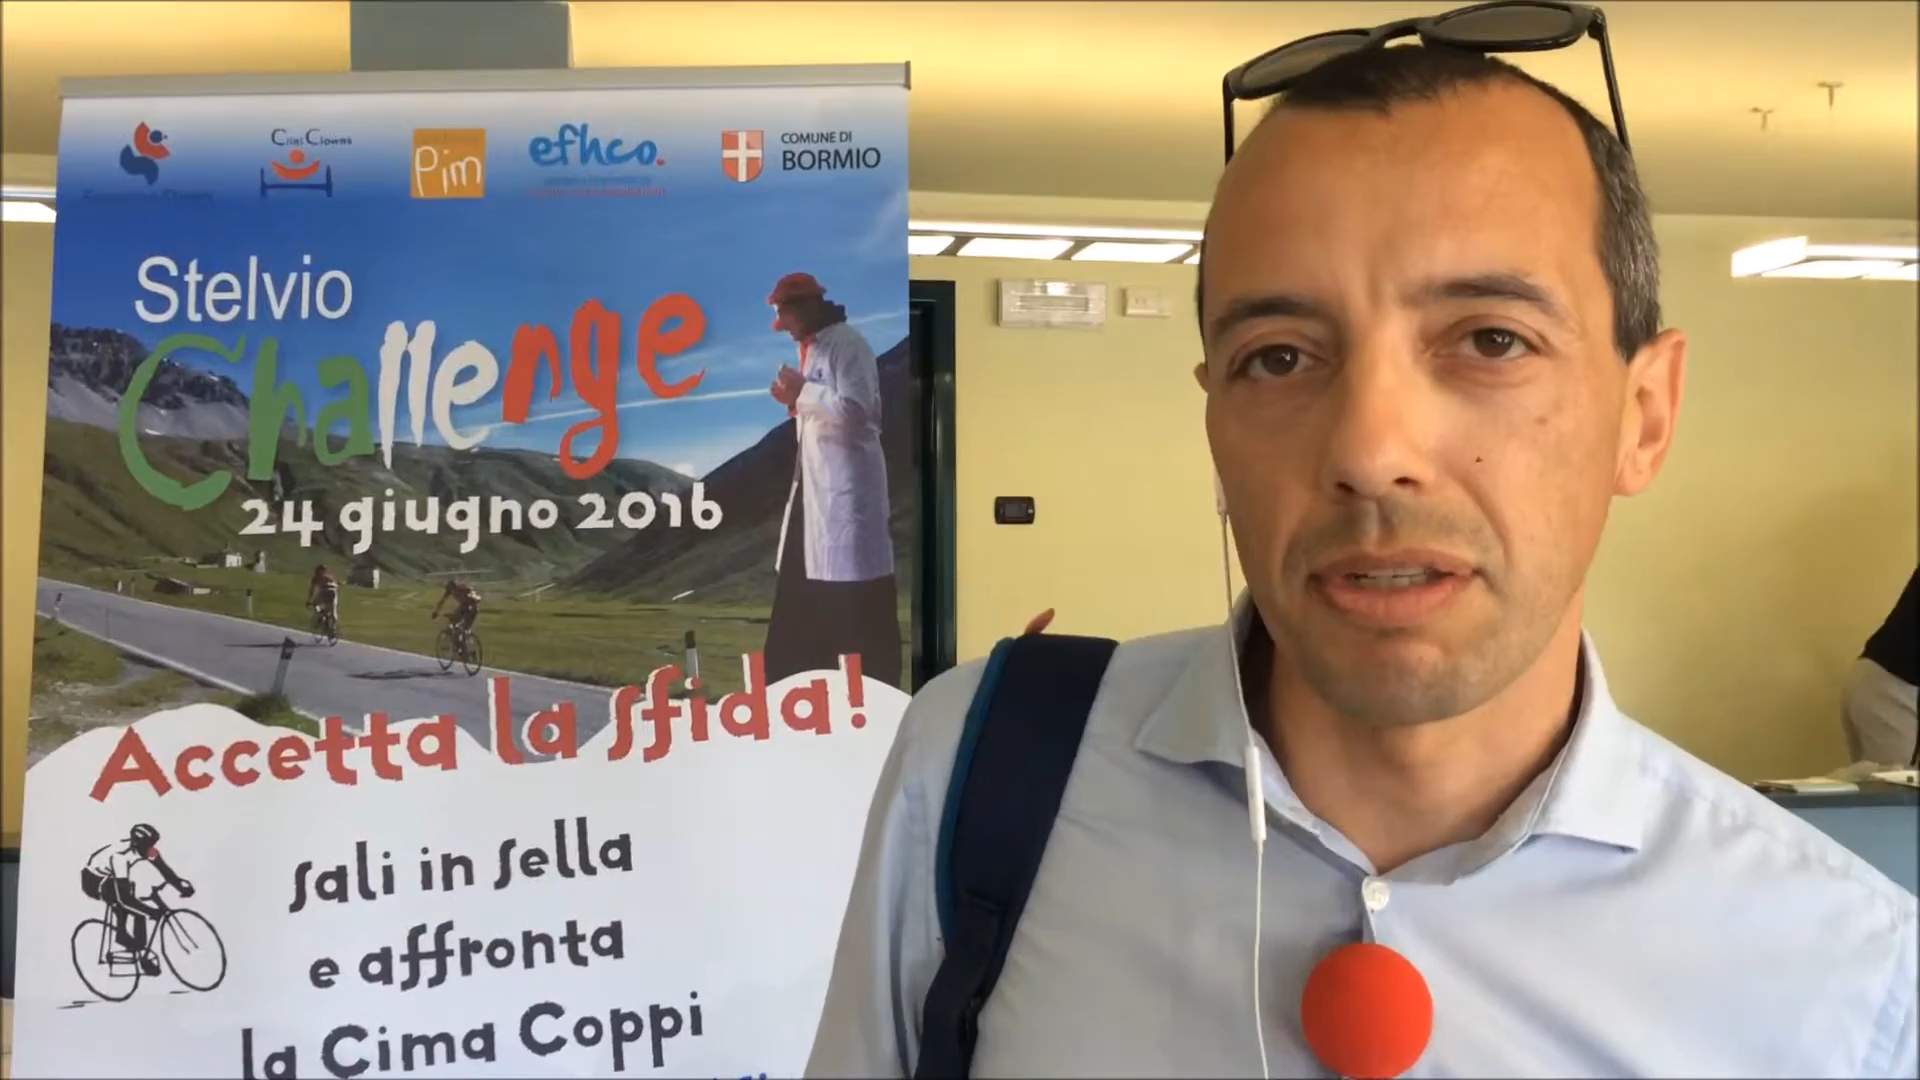 Clini Clowns
Pim
efhco.
COMUNE DI
BORMIO
Stelvio
Challenge
24 giugno 2016
Accetta la sfida!
sali in sella
e affronta
la Cima Coppi